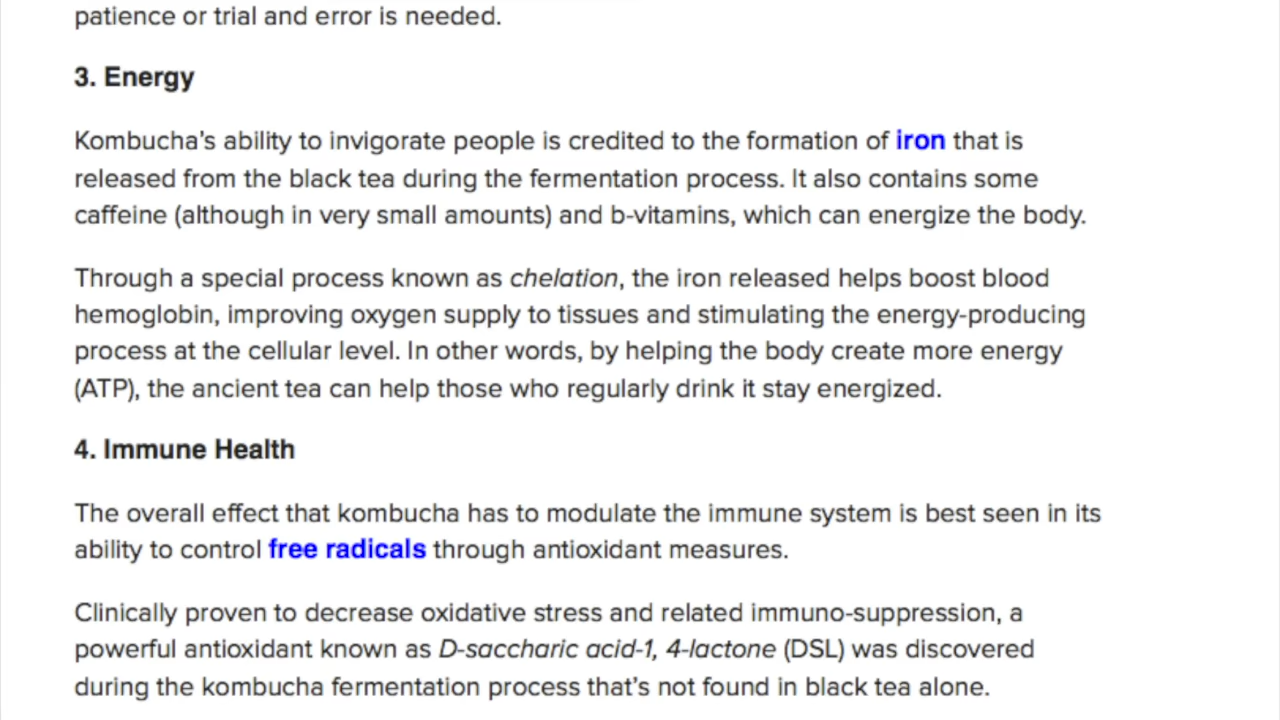 patience or trial and error is needed.
3. Energy
Kombucha's ability to invigorate people is credited to the formation of iron that is
released from the black tea during the fermentation process. It also contains some
caffeine (although in very small amounts) and b-vitamins, which can energize the body.
Through a special process known as chelation, the iron released helps boost blood
hemoglobin, improving oxygen supply to tissues and stimulating the energy-producing
process at the cellular level. In other words, by helping the body create more energy
(ATP), the ancient tea can help those who regularly drink it stay energized.
4. Immune Health
The overall effect that kombucha has to modulate the immune system is best seen in its
ability to control free radicals through antioxidant measures.
Clinically proven to decrease oxidative stress and related immuno-suppression, a
powerful antioxidant known as D-saccharic acid-1, 4-lactone (DSL) was discovered
during the kombucha fermentation process that's not found in black tea alone.